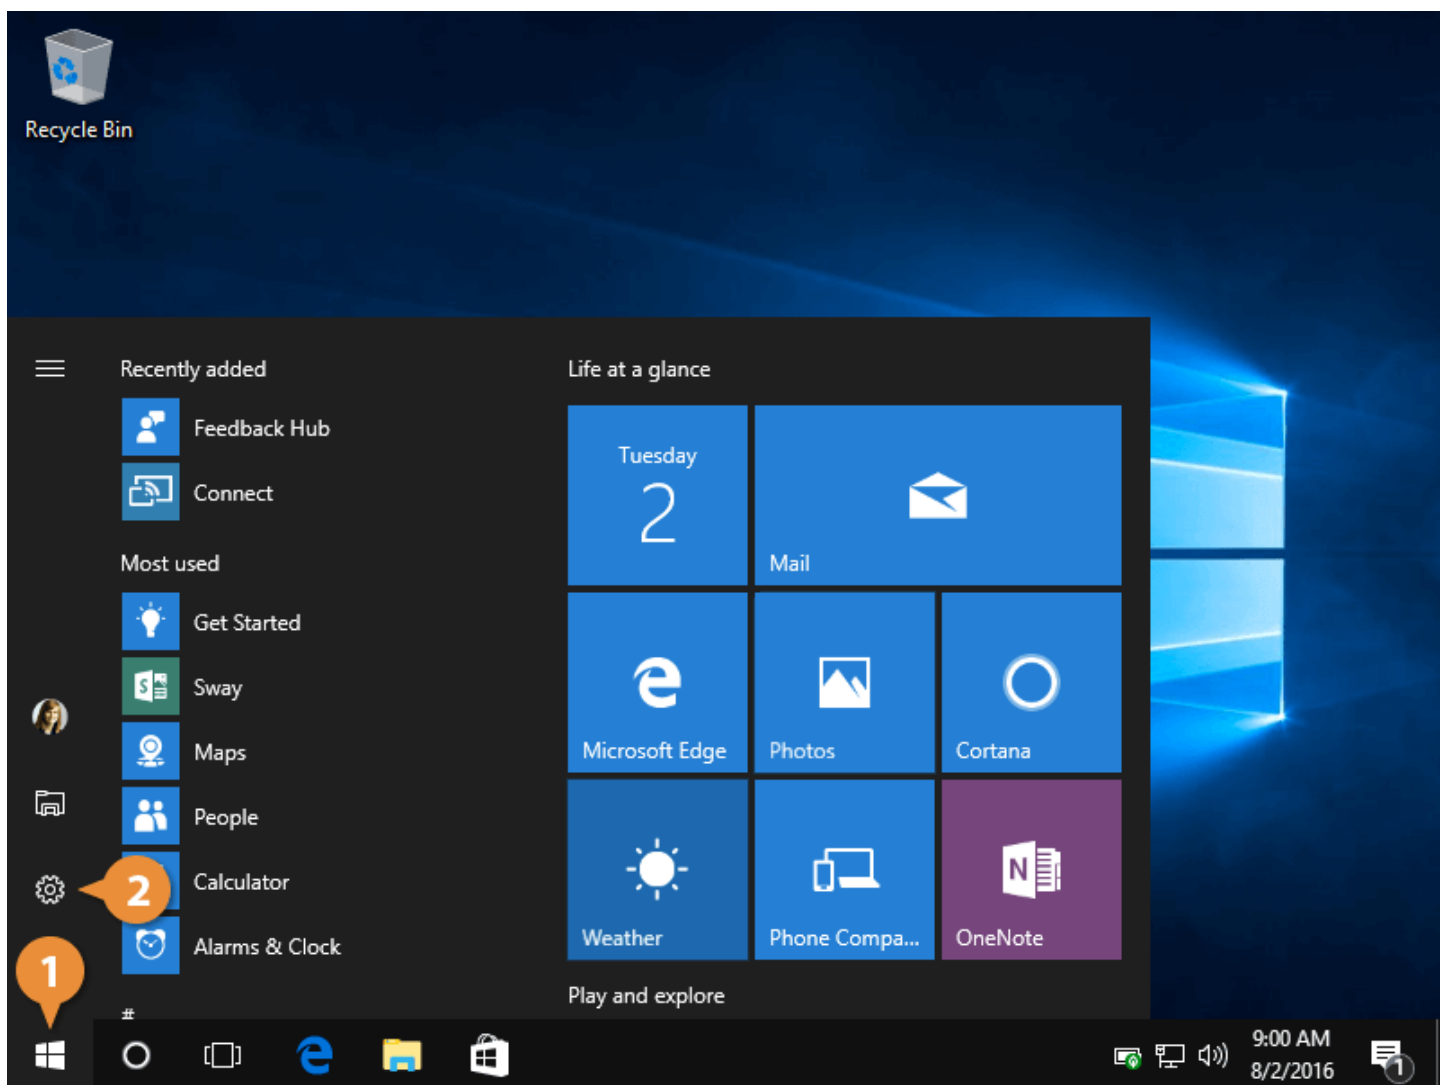 Recycle Bin
Recently added
Feedback Hub
Connect
Most used
Get Started
Sway
Maps
People
Calculator
Alarms & Clock
#
Life at a glance
Tuesday
2
Mail
Microsoft Edge
Photos
Cortana
Weather
Phone Compa...
OneNote
Play and explore
2
1
9:00 AM
8/2/2016
1